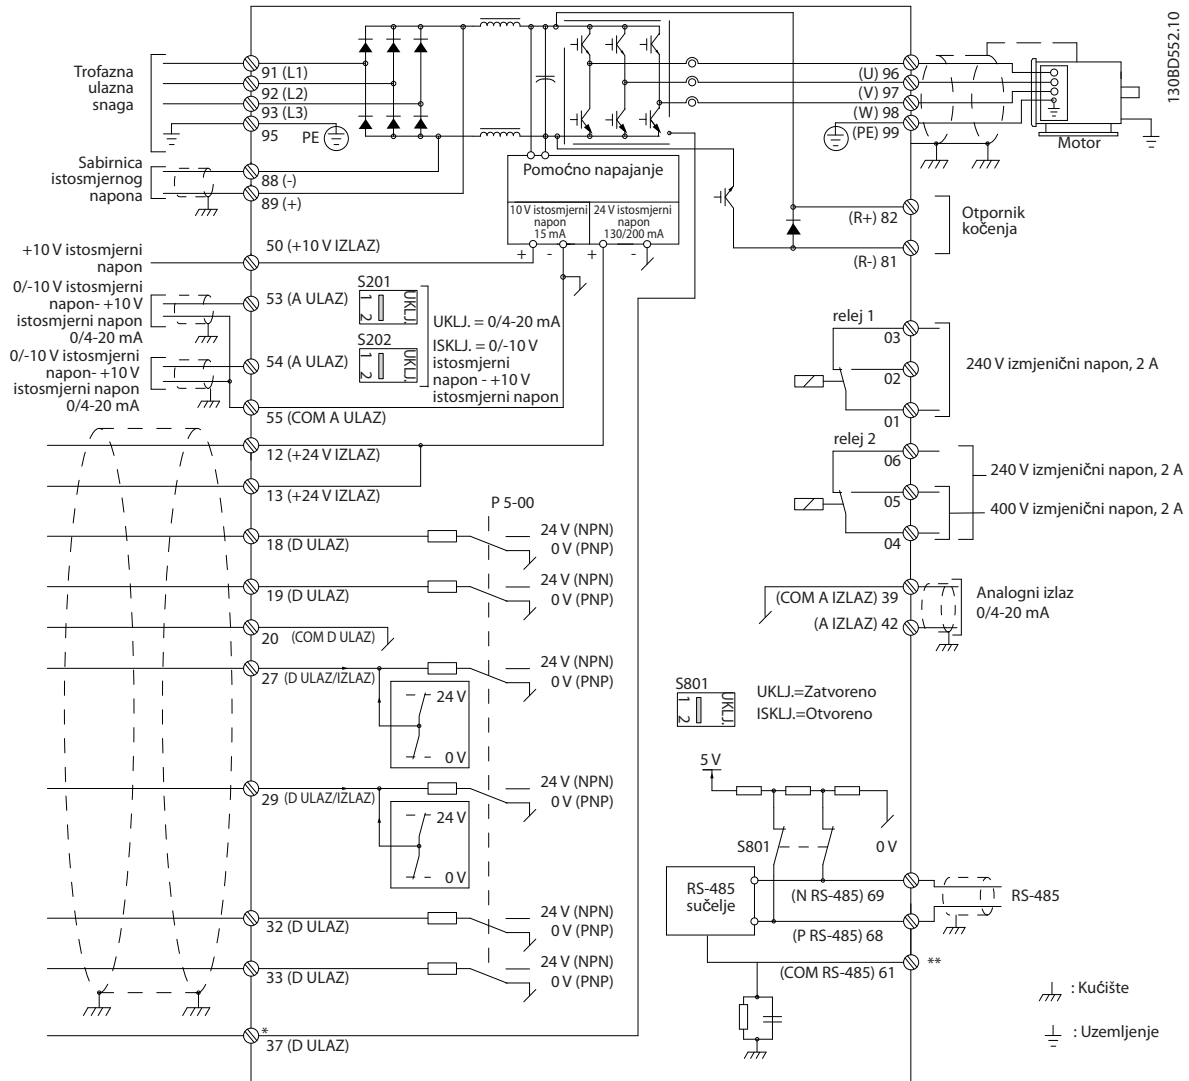 130BD552.10
Trofazna
ulazna
snaga
91 (L1)
92 (L2)
93 (L3)
95
PE
Sabirnica
istosmjernog
napona
88 (-)
89 (+)
Pomoćno napajanje
10 V istosmjerni
napon
15 mA
24 V istosmjerni
napon
130/200 mA
+ - + -
(U) 96
(V) 97
(W) 98
(PE) 99
Motor
(R+) 82
(R-) 81
Otpornik
kočenja
+10 V istosmjerni
napon
50 (+10 V IZLAZ)
0/-10 V istosmjerni
napon- +10 V
istosmjerni napon
0/4-20 mA
53 (A ULAZ)
S201
1
2
UKLJ.
0/-10 V istosmjerni
napon- +10 V
istosmjerni napon
0/4-20 mA
54 (A ULAZ)
S202
1
2
UKLJ.
UKLJ. = 0/4-20 mA
ISKLJ. = 0/-10 V
istosmjerni
napon - +10 V
istosmjerni napon
55 (COM A ULAZ)
12 (+24 V IZLAZ)
13 (+24 V IZLAZ)
P 5-00
18 (D ULAZ)
24 V (NPN)
0 V (PNP)
19 (D ULAZ)
24 V (NPN)
0 V (PNP)
20 (COM D ULAZ)
27 (D ULAZ/IZLAZ)
24 V (NPN)
0 V (PNP)
24 V
0 V
29 (D ULAZ/IZLAZ)
24 V (NPN)
0 V (PNP)
24 V
0 V
32 (D ULAZ)
24 V (NPN)
0 V (PNP)
33 (D ULAZ)
24 V (NPN)
0 V (PNP)
*
37 (D ULAZ)
relej 1
03
02
01
240 V izmjenični napon, 2 A
relej 2
06
05
04
240 V izmjenični napon, 2 A
400 V izmjenični napon, 2 A
(COM A IZLAZ) 39
(A IZLAZ) 42
Analogni izlaz
0/4-20 mA
S801
1
2
UKLJ.
UKLJ.=Zatvoreno
ISKLJ.=Otvoreno
5 V
S801
0 V
RS-485
sučelje
(N RS-485) 69
(P RS-485) 68
(COM RS-485) 61
RS-485
**
: Kućište
: Uzemljenje